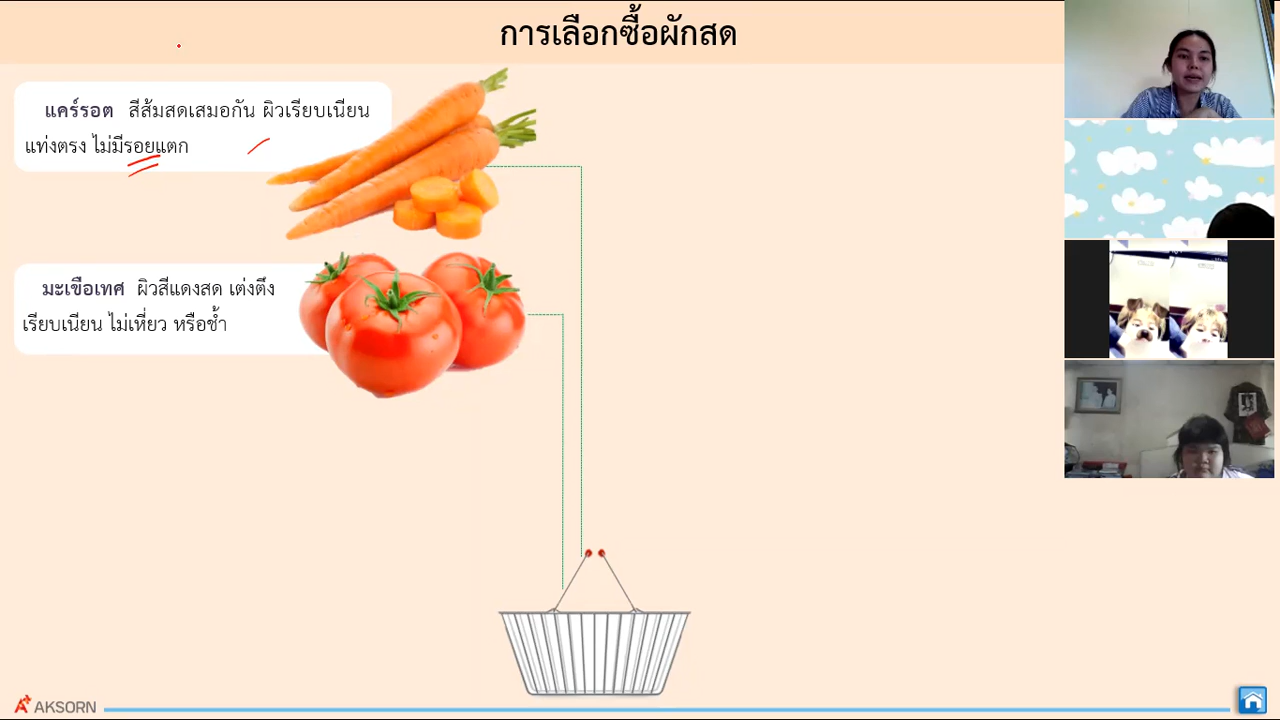 การเลือกซื้อผักสด
แคร์รอต สีส้มสดเสมอกัน ผิวเรียบเนียน
แท่งตรง ไม่มีรอยแตก
มะเขือเทศ ผิวสีแดงสด เต่งตึง
เรียบเนียน ไม่เหี่ยว หรือช้ำ
AKSORN